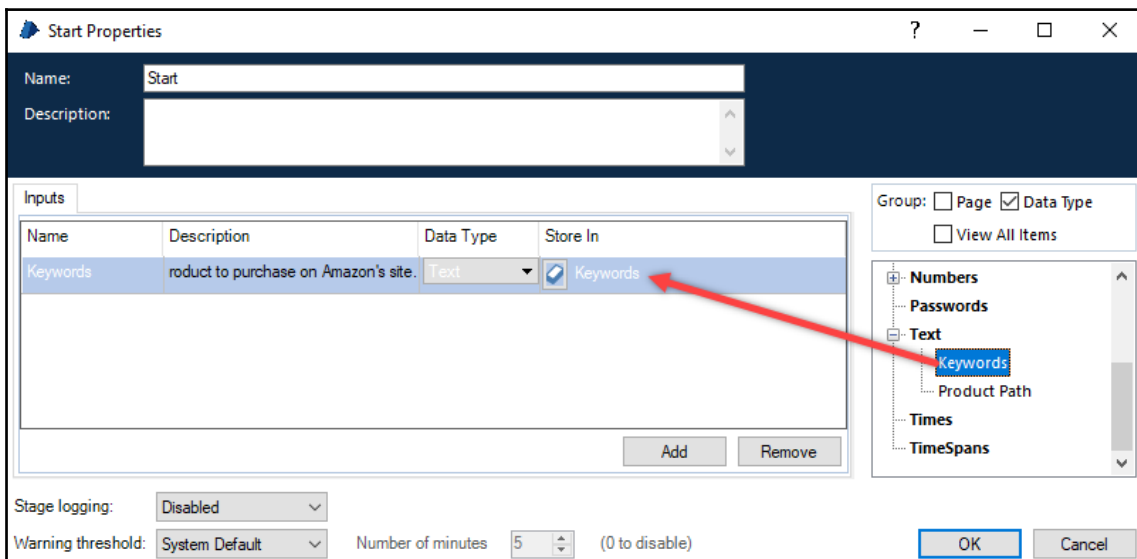 Start Properties ?
Name: Start
Description:
Inputs
Group: Page Data Type
View All Items
Name Description Data Type Store In
Keywords roduct to purchase on Amazon's site. Text Keywords
Numbers
Passwords
Text
Keywords
Product Path
Times
TimeSpans
Add Remove
Stage logging: Disabled
Warning threshold: System Default Number of minutes 5 (0 to disable)
OK Cancel